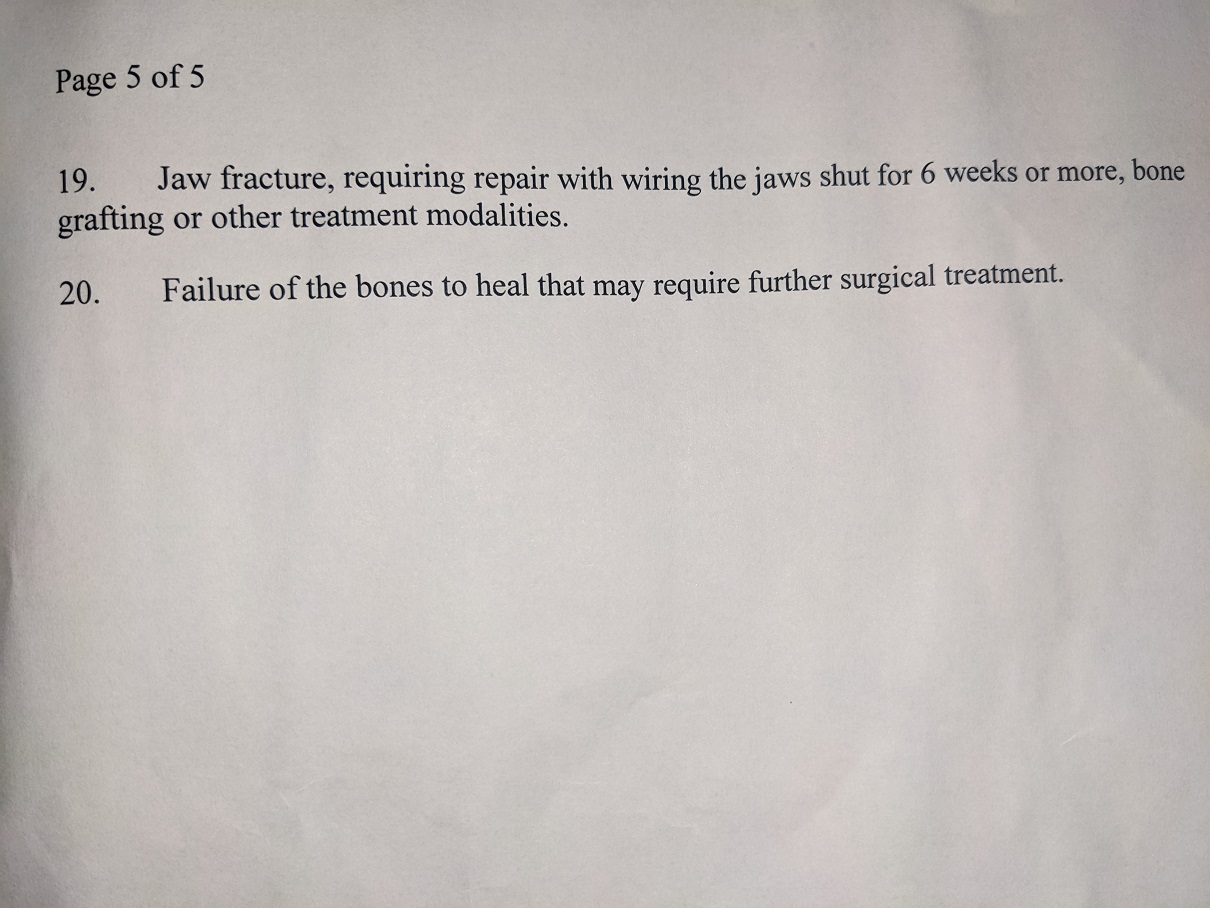 Page 5 of 5
19. Jaw fracture, requiring repair with wiring the jaws shut for 6 weeks or more, bone
grafting or other treatment modalities.
20. Failure of the bones to heal that may require further surgical treatment.